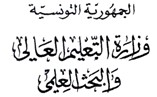 الجمهورية التونسية
وزارة التعليم العالي
والبحث العلمي